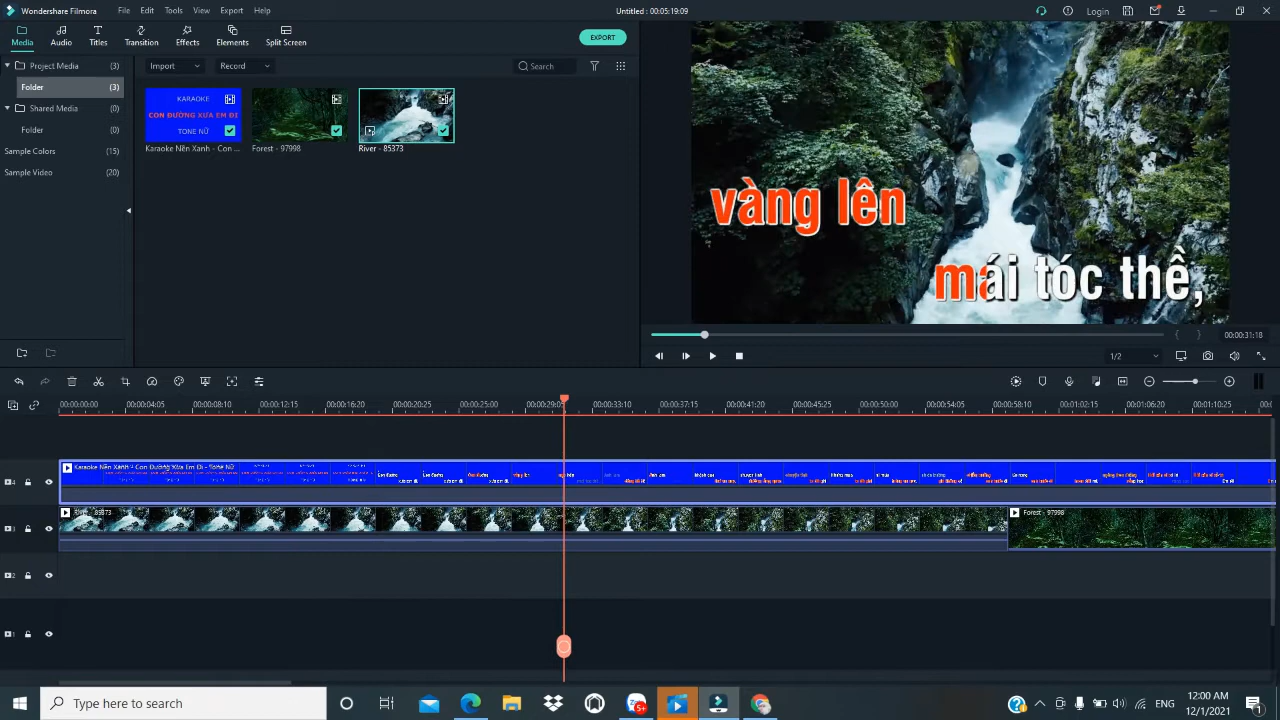 Wondershare Filmora
File Edit Tools View Export Help
Untitled : 00:05:19:09
Login
Media Audio Titles Transition Effects Elements Split Screen
EXPORT
Project Media (3)
Folder (3)
Shared Media (0)
Folder (0)
Sample Colors (15)
Sample Video (20)
Import Record Search
KARAOKE
CON ĐƯỜNG XƯA EM ĐI
TONE NỮ
Karaoke Nền Xanh - Con ...
Forest - 97998
River - 85373
vàng lên
mái tóc thề,
00:00:31:18
1/2
00:00:00:00 00:00:04:05 00:00:08:10 00:00:12:15 00:00:16:20 00:00:20:25 00:00:25:00 00:00:29:05 00:00:33:10 00:00:37:15 00:00:41:20 00:00:45:25 00:00:50:00 00:00:54:05 00:00:58:10 00:01:02:15 00:01:06:20 00:01:10:25
Karaoke Nền Xanh - Con Đường Xưa Em Đi - TONE NỮ
4
River - 85373
Forest - 97998
3
2
1
Type here to search
5+
12:00 AM
12/1/2021
1